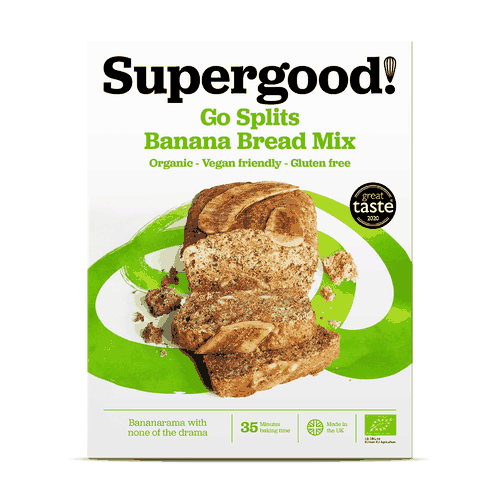 Supergood!
Go Splits
Banana Bread Mix
Organic - Vegan friendly - Gluten free
great
taste
2020
Bananarama with
none of the drama
35 Minutes
baking time
Made in
the UK